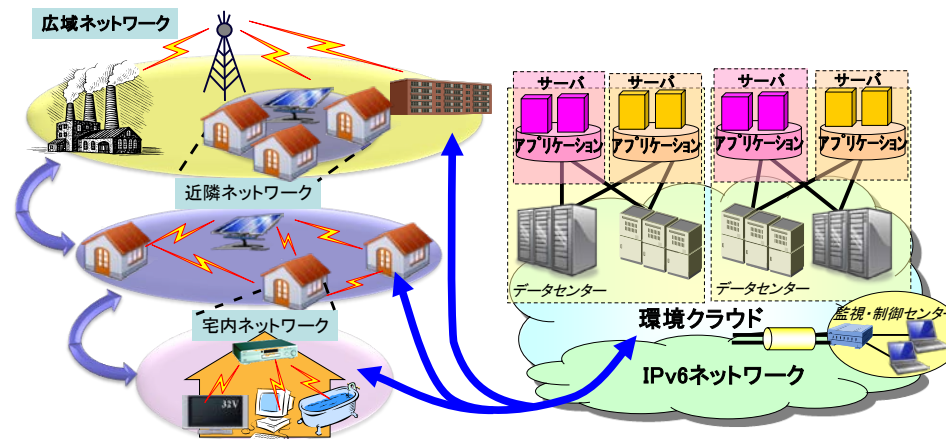 広域ネットワーク
近隣ネットワーク
宅内ネットワーク
32V
サーバ
サーバ
サーバ
サーバ
アプリケーション
アプリケーション
アプリケーション
アプリケーション
データセンター
データセンター
環境クラウド
監視・制御センター
IPv6ネットワーク